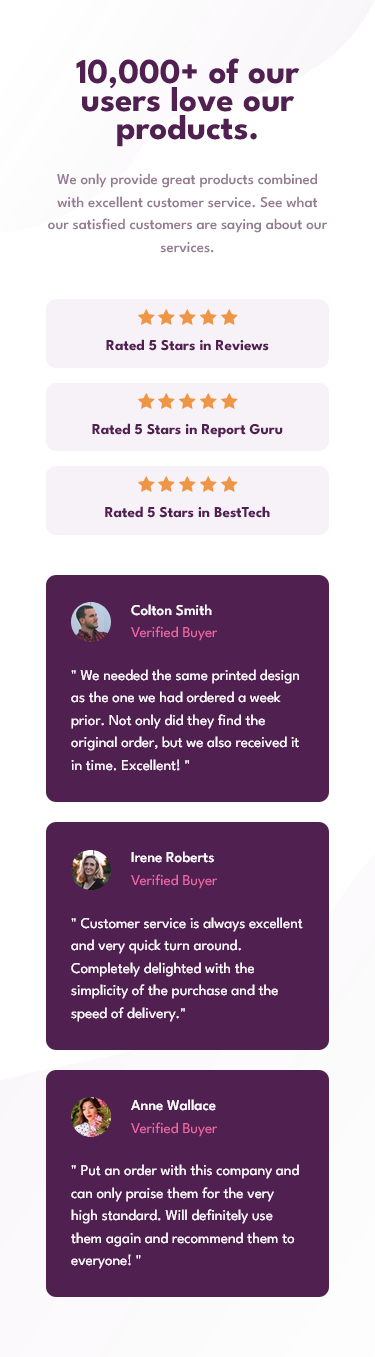 10,000+ of our
users love our
products.
We only provide great products combined
with excellent customer service. See what
our satisfied customers are saying about our
services.
Rated 5 Stars in Reviews
Rated 5 Stars in Report Guru
Rated 5 Stars in BestTech
Colton Smith
Verified Buyer
" We needed the same printed design
as the one we had ordered a week
prior. Not only did they find the
original order, but we also received it
in time. Excellent! "
Irene Roberts
Verified Buyer
" Customer service is always excellent
and very quick turn around.
Completely delighted with the
simplicity of the purchase and the
speed of delivery."
Anne Wallace
Verified Buyer
" Put an order with this company and
can only praise them for the very
high standard. Will definitely use
them again and recommend them to
everyone! "